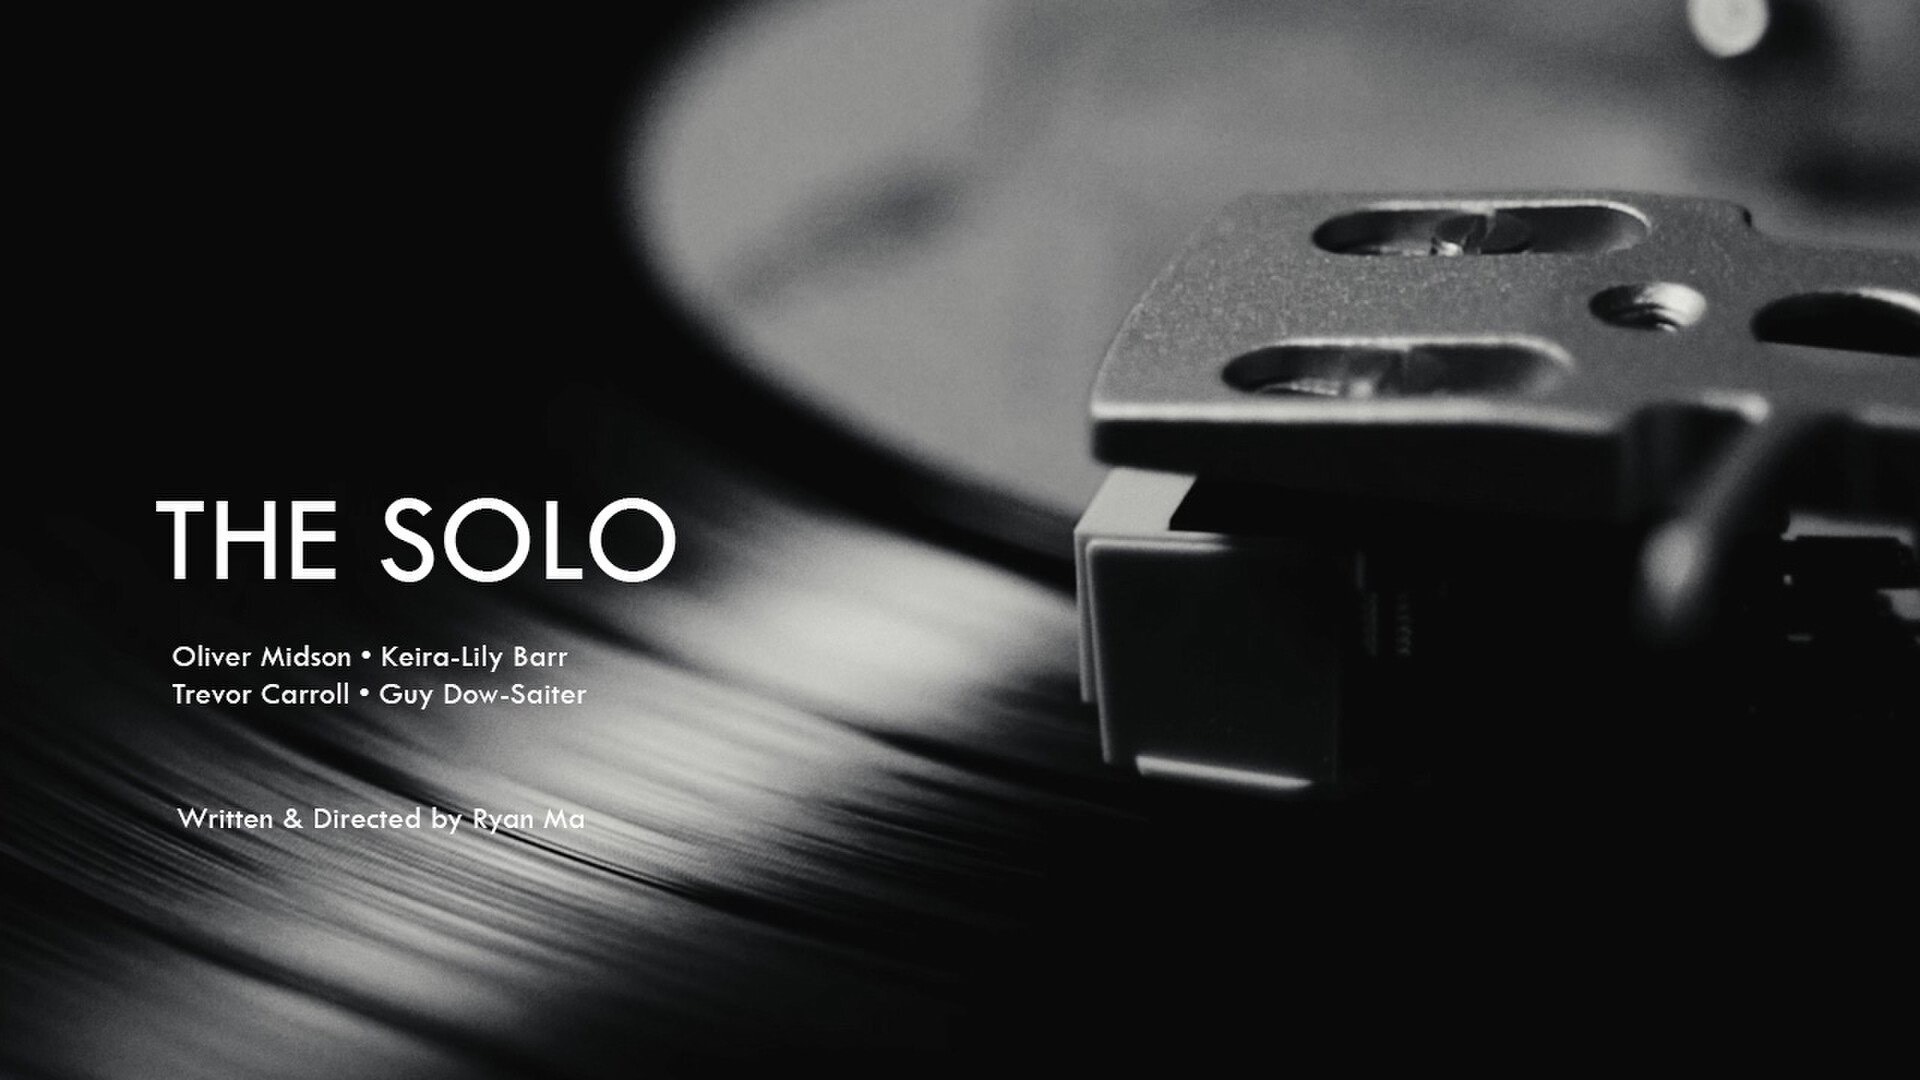 THE SOLO
Oliver Midson • Keira-Lily Barr
Trevor Carroll • Guy Dow-Saiter
Written & Directed by Ryan Ma